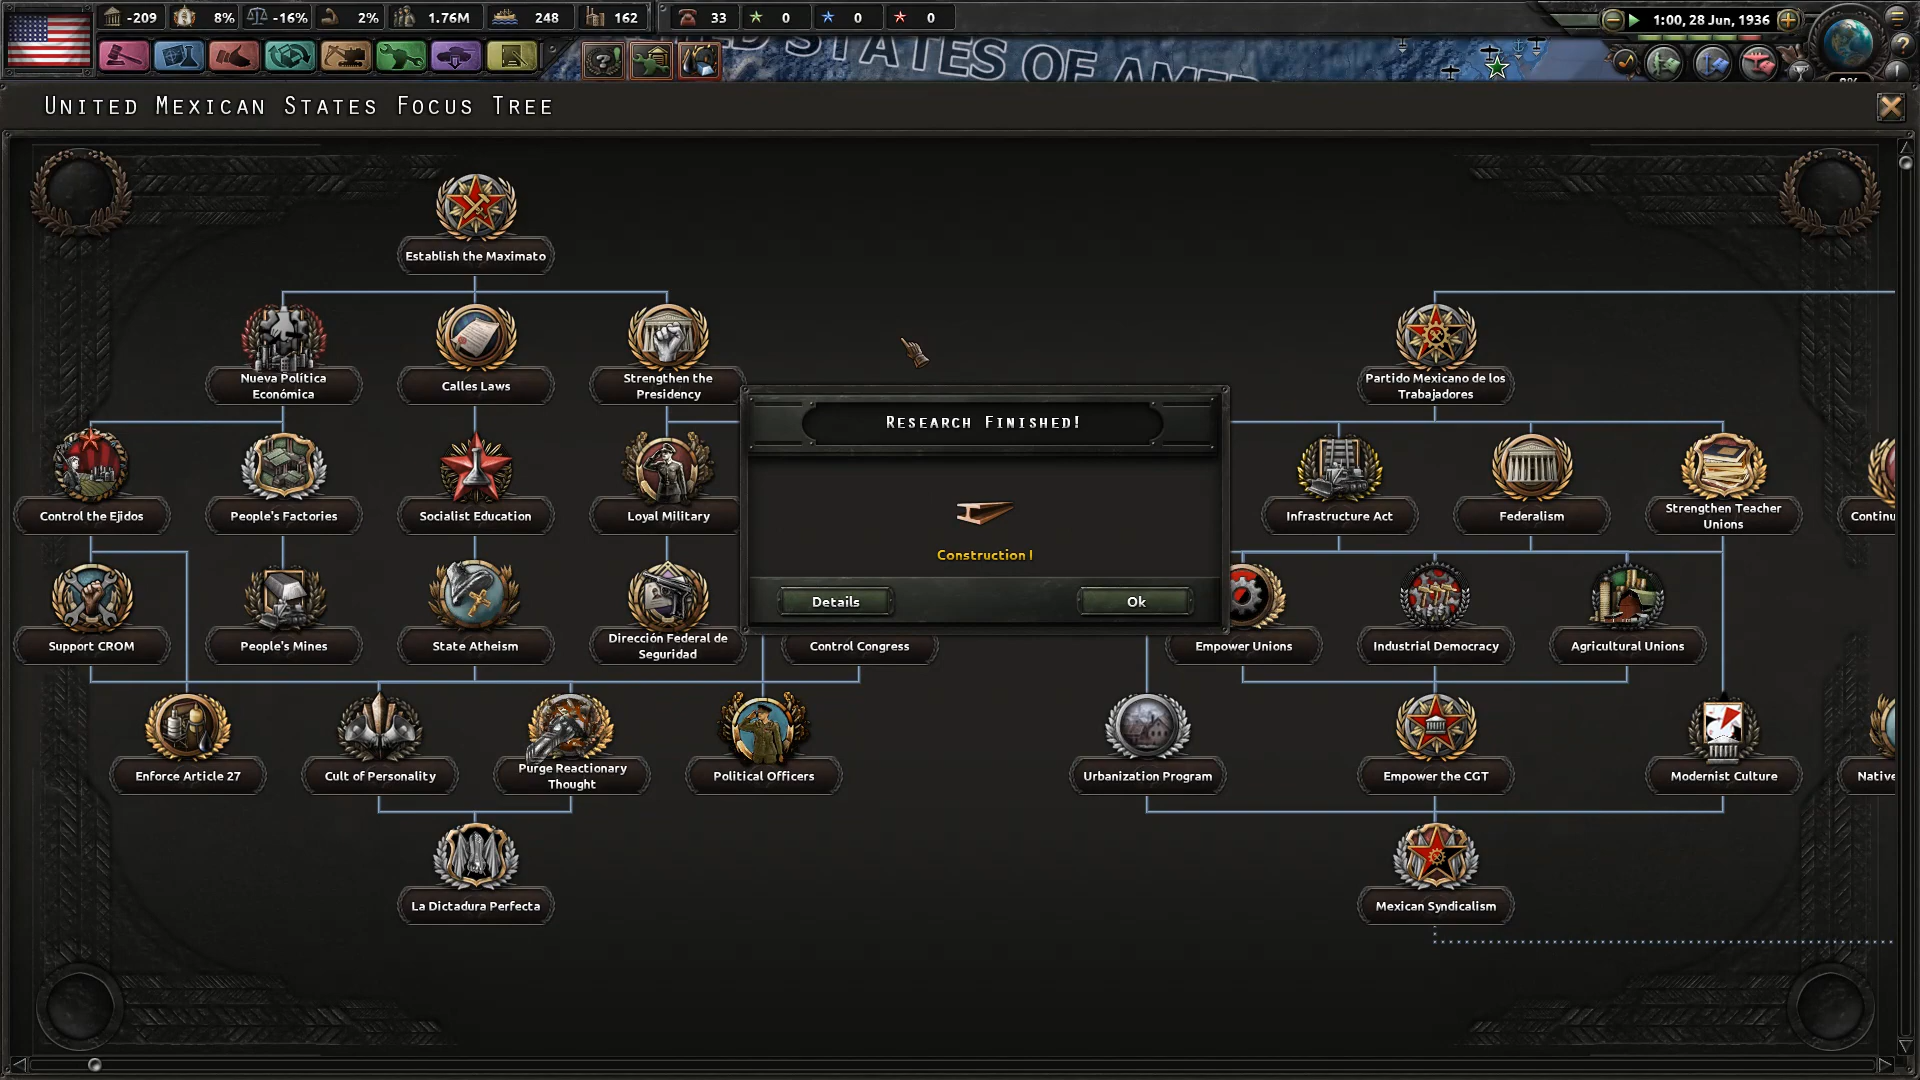 -209 8% -16% 2% 1.76M 248 162 33 0 0 0
1:00, 28 Jun, 1936
STATES OF
United Mexican States Focus Tree
Establish the Maximato
Nueva Política
Económica
Calles Laws
Strengthen the
Presidency
Partido Mexicano de los
Trabajadores
Research Finished!
Construction I
Details
Ok
Control the Ejidos
People's Factories
Socialist Education
Loyal Military
Infrastructure Act
Federalism
Strengthen Teacher
Unions
Support CROM
People's Mines
State Atheism
Dirección Federal de
Seguridad
Control Congress
Empower Unions
Industrial Democracy
Agricultural Unions
Enforce Article 27
Cult of Personality
Purge Reactionary
Thought
Political Officers
Urbanization Program
Empower the CGT
Modernist Culture
Native
La Dictadura Perfecta
Mexican Syndicalism